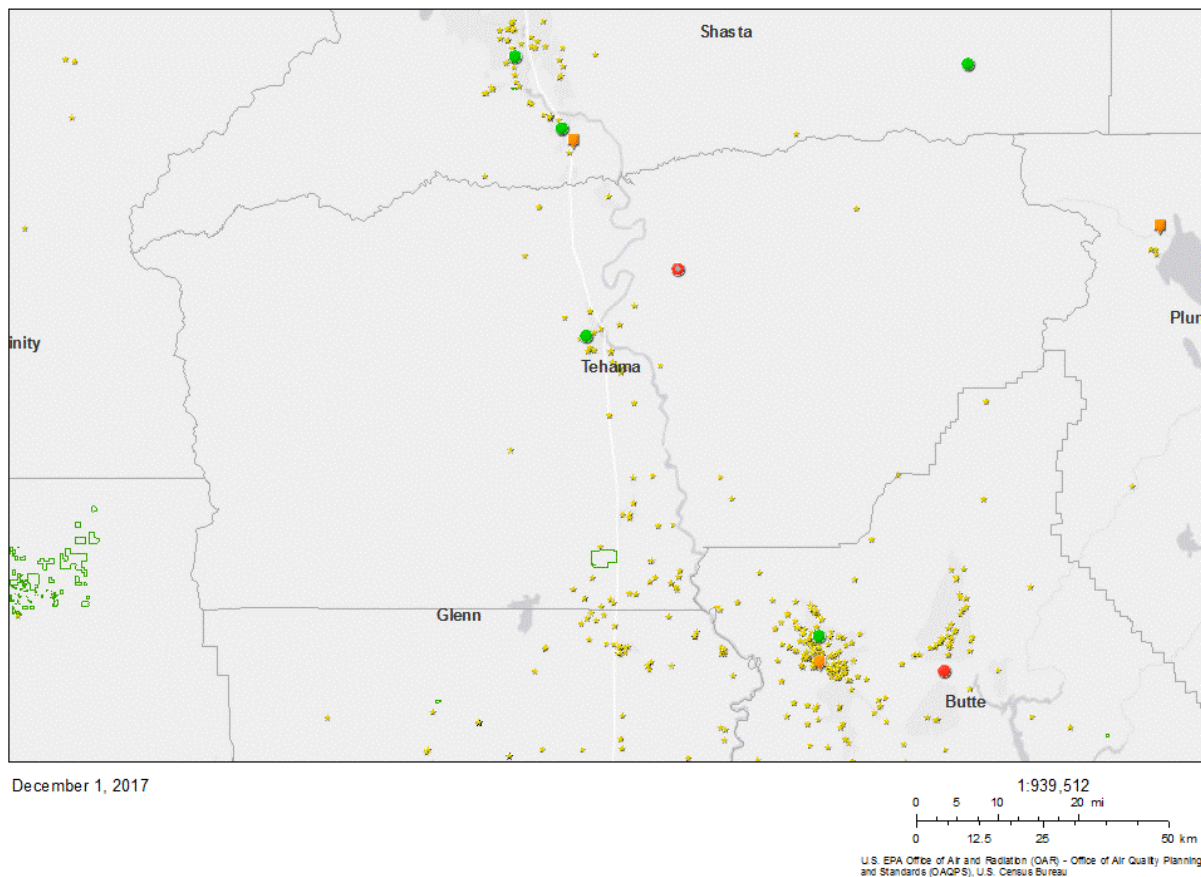 Shasta
Plur
inity
Tehama
Glenn
Butte
December 1, 2017
1:939,512
0 5 10 20 mi
0 12.5 25 50 km
U.S. EPA Office of Air and Radiation (OAR) - Office of Air Quality Planning
and Standards (OAQPS), U.S. Census Bureau